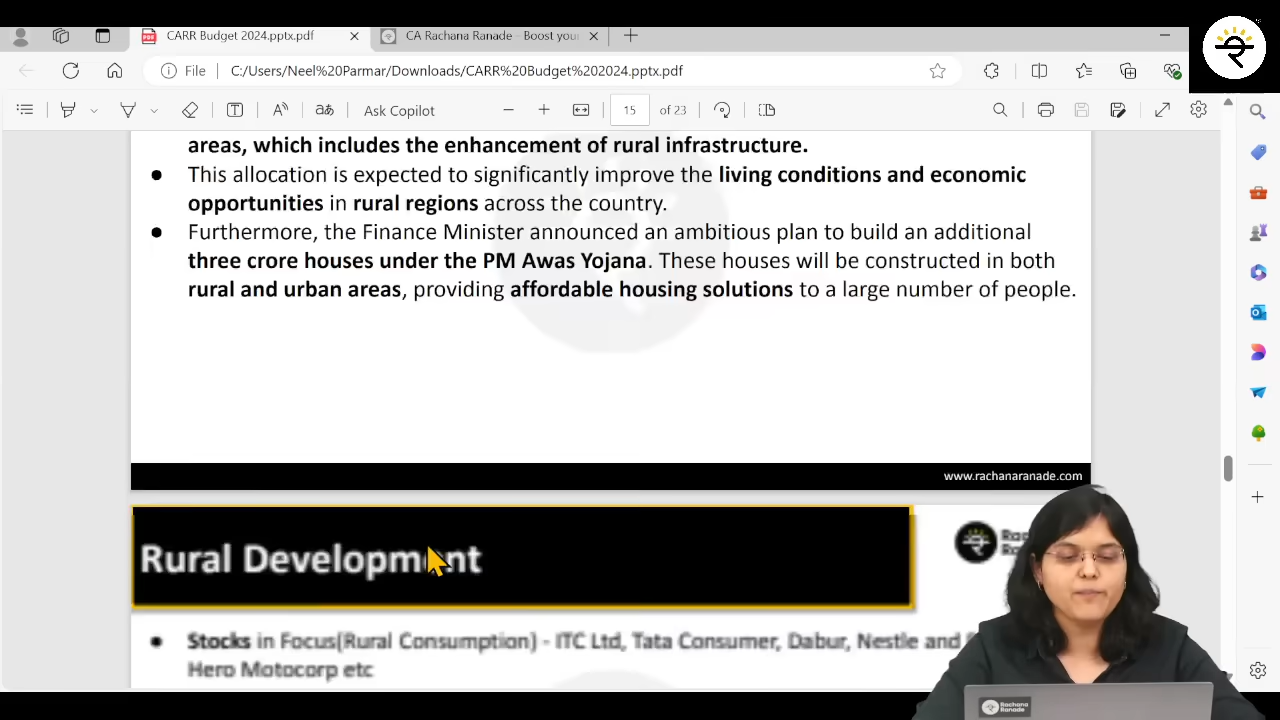 CARR Budget 2024.pptx.pdf
CA Rachana Ranade - Boost your
File
C:/Users/Neel%20Parmar/Downloads/CARR%20Budget%202024.pptx.pdf
Ask Copilot
15 of 23
areas, which includes the enhancement of rural infrastructure.
● This allocation is expected to significantly improve the living conditions and economic
opportunities in rural regions across the country.
● Furthermore, the Finance Minister announced an ambitious plan to build an additional
three crore houses under the PM Awas Yojana. These houses will be constructed in both
rural and urban areas, providing affordable housing solutions to a large number of people.
www.rachanaranade.com
Rural Development
● Stocks in Focus(Rural Consumption) - ITC Ltd, Tata Consumer, Dabur, Nestle and
Hero Motocorp etc
Rachana
Ranade